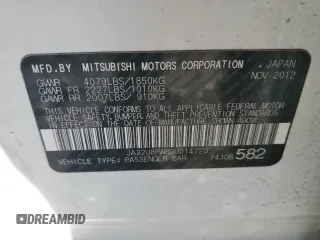 MFD.BY MITSUBISHI MOTORS CORPORATION, JAPAN
GVWR 4079LBS/1850KG NOV 2012
GAWR FR 2227LBS/1010KG
GAWR RR 2007LBS/ 910KG
THIS VEHICLE CONFORMS TO ALL APPLICABLE FEDERAL MOTOR
VEHICLE SAFETY, BUMPER AND THEFT PREVENTION STANDARDS
IN EFFECT ON THE DATE OF MANUFACTURE SHOWN ABOVE.
VEHICLE TYPE: PASSENGER CAR 7430B 582
AUTOBIDCAR